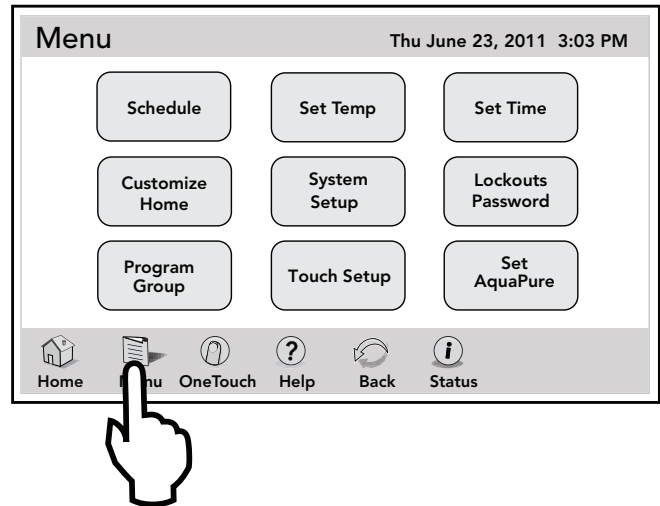 Menu
Thu June 23, 2011 3:03 PM
Schedule
Set Temp
Set Time
Customize
Home
System
Setup
Lockouts
Password
Program
Group
Touch Setup
Set
AquaPure
Home
Menu
OneTouch
Help
Back
Status